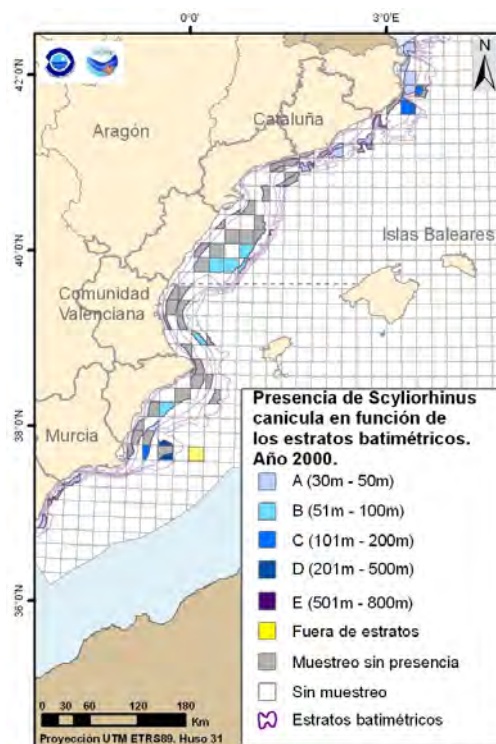 0°0' 3°0'E
N
42°0'N
Cataluña
Aragón
40°0'N
Islas Baleares
Comunidad
Valenciana
38°0'N
Murcia
36°0'N
Presencia de Scyliorhinus
canicula en función de
los estratos batimétricos.
Año 2000.
A (30m - 50m)
B (51m - 100m)
C (101m - 200m)
D (201m - 500m)
E (501m - 800m)
Fuera de estratos
Muestreo sin presencia
Sin muestreo
Estratos batimétricos
0 30 60 120 180
Km
Proyección UTM ETRS89. Huso 31